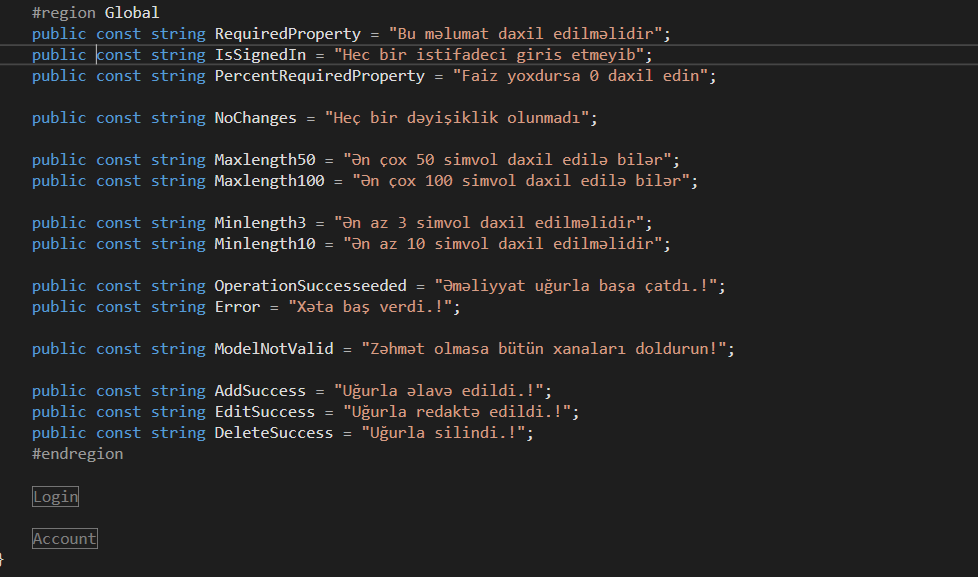 #region Global
public const string RequiredProperty = "Bu məlumat daxil edilməlidir";
public const string IsSignedIn = "Hec bir istifadeci giris etmeyib";
public const string PercentRequiredProperty = "Faiz yoxdursa 0 daxil edin";
public const string NoChanges = "Heç bir dəyişiklik olunmadı";
public const string Maxlength50 = "Ən çox 50 simvol daxil edilə bilər";
public const string Maxlength100 = "Ən çox 100 simvol daxil edilə bilər";
public const string Minlength3 = "Ən az 3 simvol daxil edilməlidir";
public const string Minlength10 = "Ən az 10 simvol daxil edilməlidir";
public const string OperationSuccesseeded = "Əməliyyat uğurla başa çatdı.!";
public const string Error = "Xəta baş verdi.!";
public const string ModelNotValid = "Zəhmət olmasa bütün xanaları doldurun!";
public const string AddSuccess = "Uğurla əlavə edildi.!";
public const string EditSuccess = "Uğurla redaktə edildi.!";
public const string DeleteSuccess = "Uğurla silindi.!";
#endregion
Login
Account
}